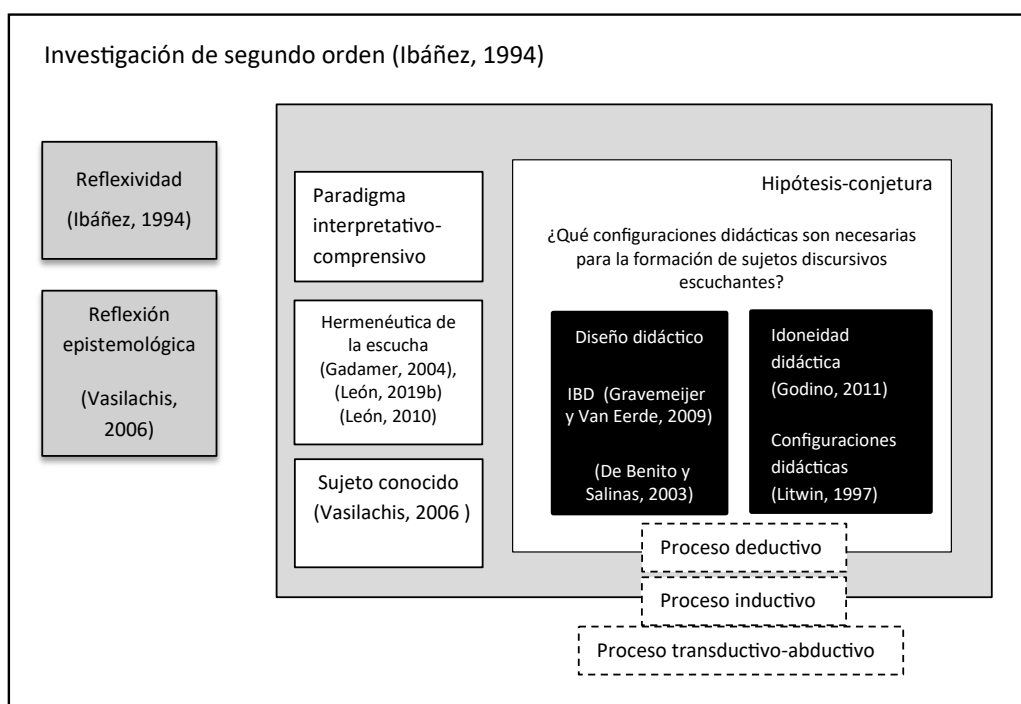 Investigación de segundo orden (Ibáñez, 1994)
Reflexividad
(Ibáñez, 1994)
Reflexión
epistemológica
(Vasilachis,
2006)
Paradigma
interpretativo-
comprensivo
Hermenéutica de
la escucha
(Gadamer, 2004),
(León, 2019b)
(León, 2010)
Sujeto conocido
(Vasilachis, 2006 )
Hipótesis-conjetura
¿Qué configuraciones didácticas son necesarias
para la formación de sujetos discursivos
escuchantes?
Diseño didáctico
IBD (Gravemeijer
y Van Eerde, 2009)
(De Benito y
Salinas, 2003)
Idoneidad
didáctica
(Godino, 2011)
Configuraciones
didácticas
(Litwin, 1997)
Proceso deductivo
Proceso inductivo
Proceso transductivo-abductivo